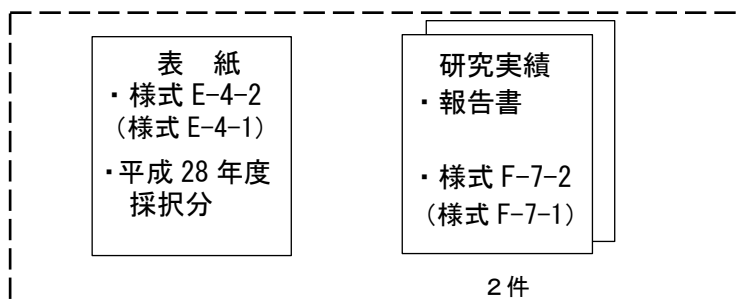 表　紙
・様式 E-4-2
（様式 E-4-1）
・平成 28 年度
採択分
研究実績
・報告書
・様式 F-7-2
（様式 F-7-1）
２件